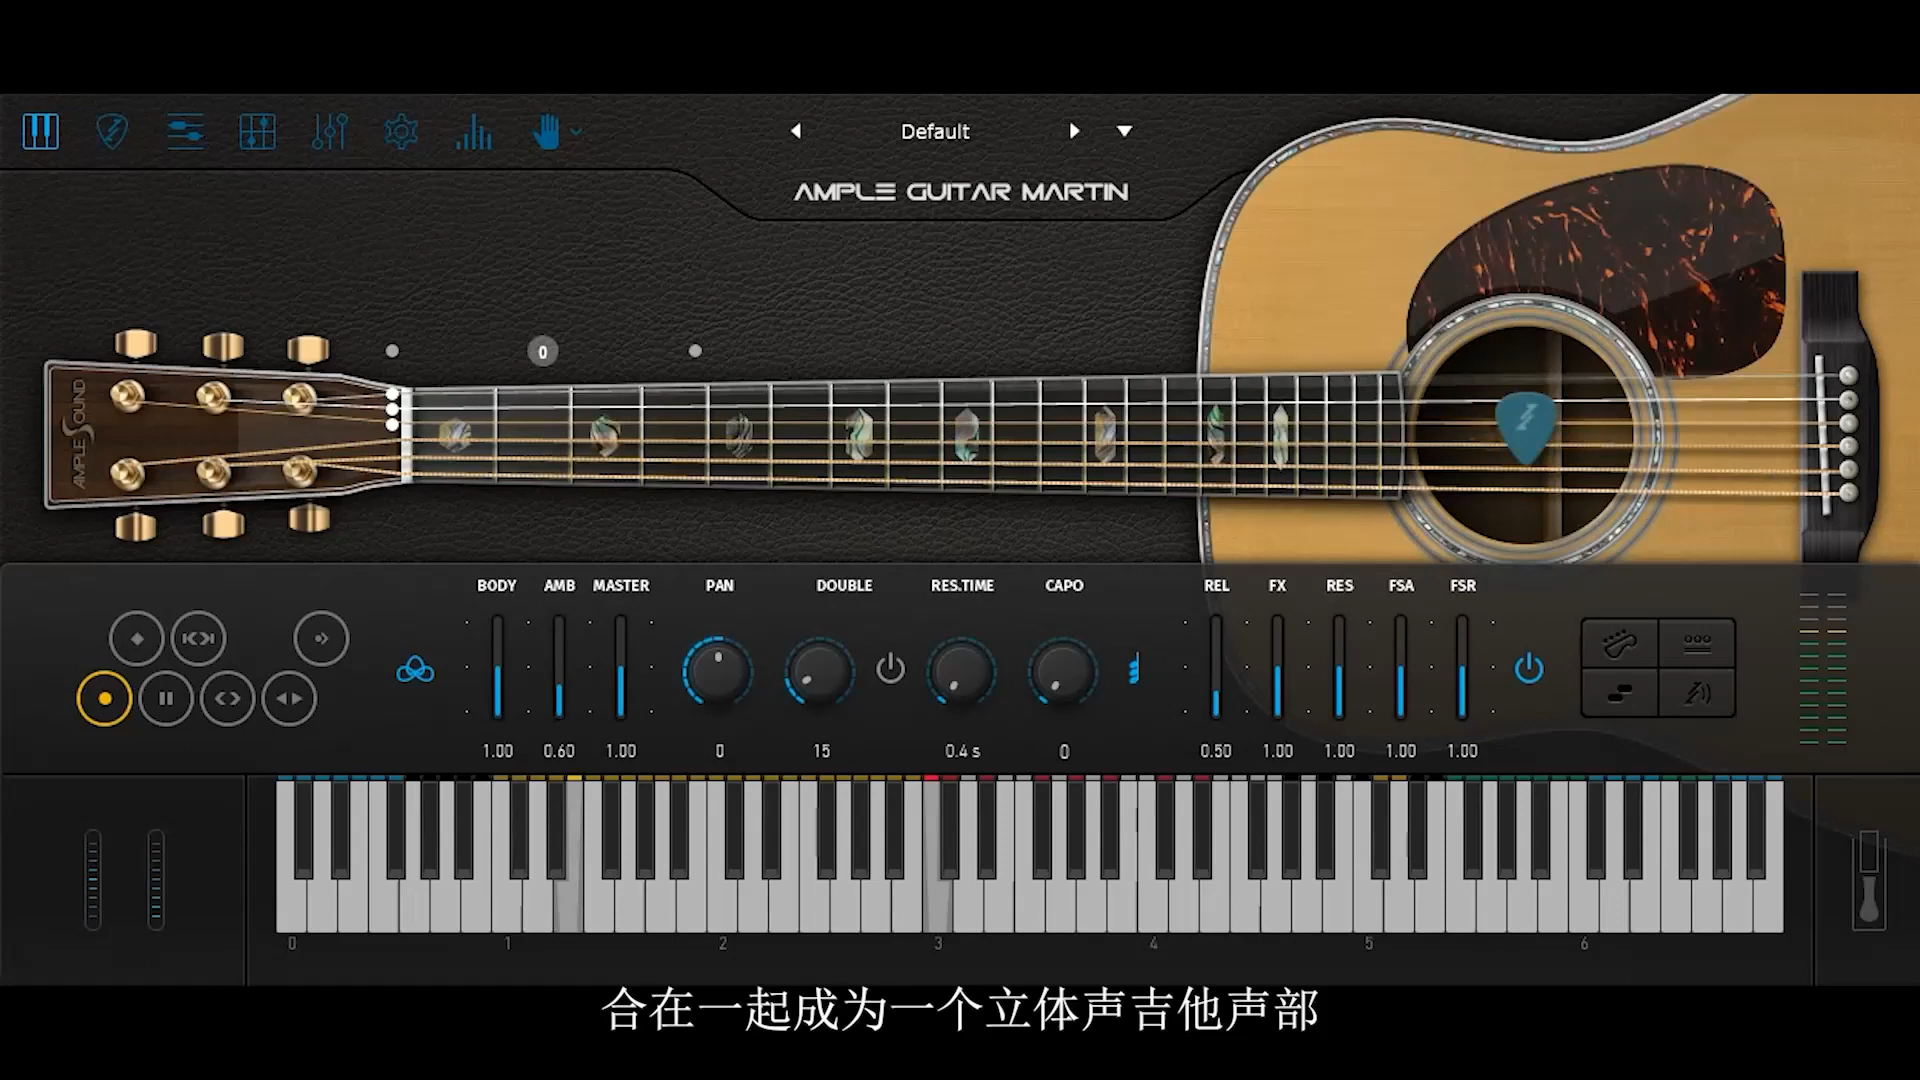 Default
AMPLE GUITAR MARTIN
0
AMPLE SOUND
BODY AMB MASTER PAN DOUBLE RES.TIME CAPO REL FX RES FSA FSR
1.00 0.60 1.00 0 15 0.4 s 0 0.50 1.00 1.00 1.00 1.00
0 1 2 3 4 5 6
合在一起成为一个立体声吉他声部